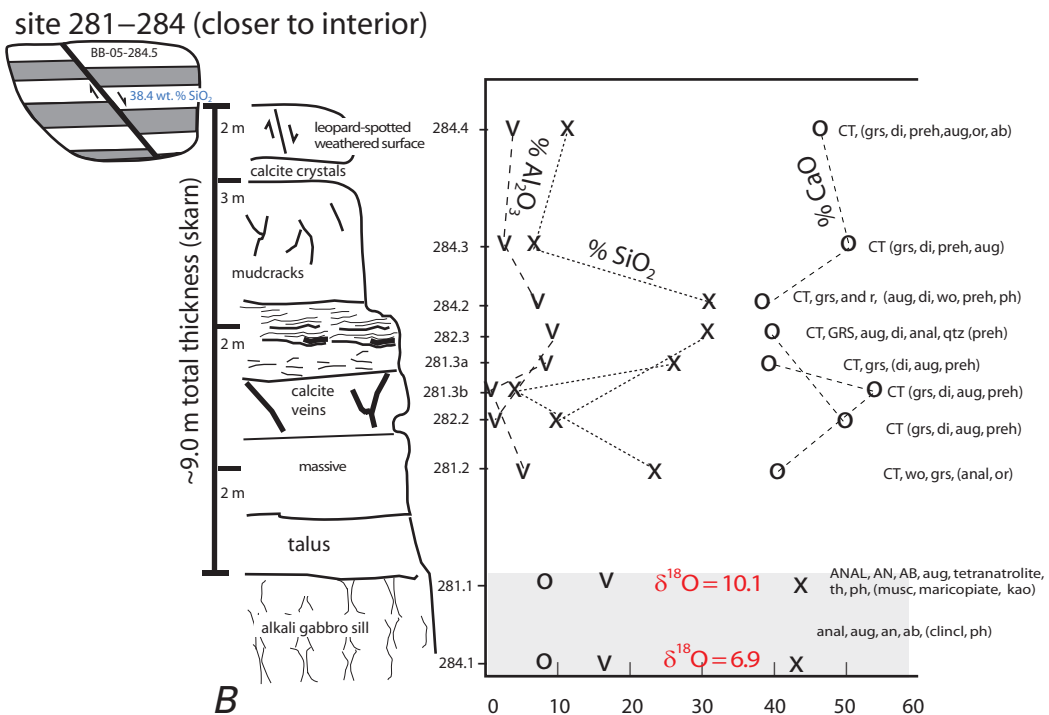 site 281–284 (closer to interior)
BB-05-284.5
38.4 wt. % SiO2
~9.0 m total thickness (skarn)
2 m
leopard-spotted
weathered surface
calcite crystals
3 m
mudcracks
2 m
calcite
veins
massive
2 m
talus
alkali gabbro sill
B
284.4
284.3
284.2
282.3
281.3a
281.3b
282.2
281.2
281.1
284.1
% Al2O3
% SiO2
% CaO
V X O CT, (grs, di, preh,aug,or, ab)
V X O CT (grs, di, preh, aug)
V X O CT, grs, and r, (aug, di, wo, preh, ph)
V X O CT, GRS, aug, di, anal, qtz (preh)
V X O CT, grs, (di, aug, preh)
V X O CT (grs, di, aug, preh)
V X O CT (grs, di, aug, preh)
V X O CT, wo, grs, (anal, or)
O V δ18O = 10.1 X ANAL, AN, AB, aug, tetranatrolite,
th, ph, (musc, maricopiate, kao)
anal, aug, an, ab, (clincl, ph)
O V δ18O = 6.9 X
0 10 20 30 40 50 60